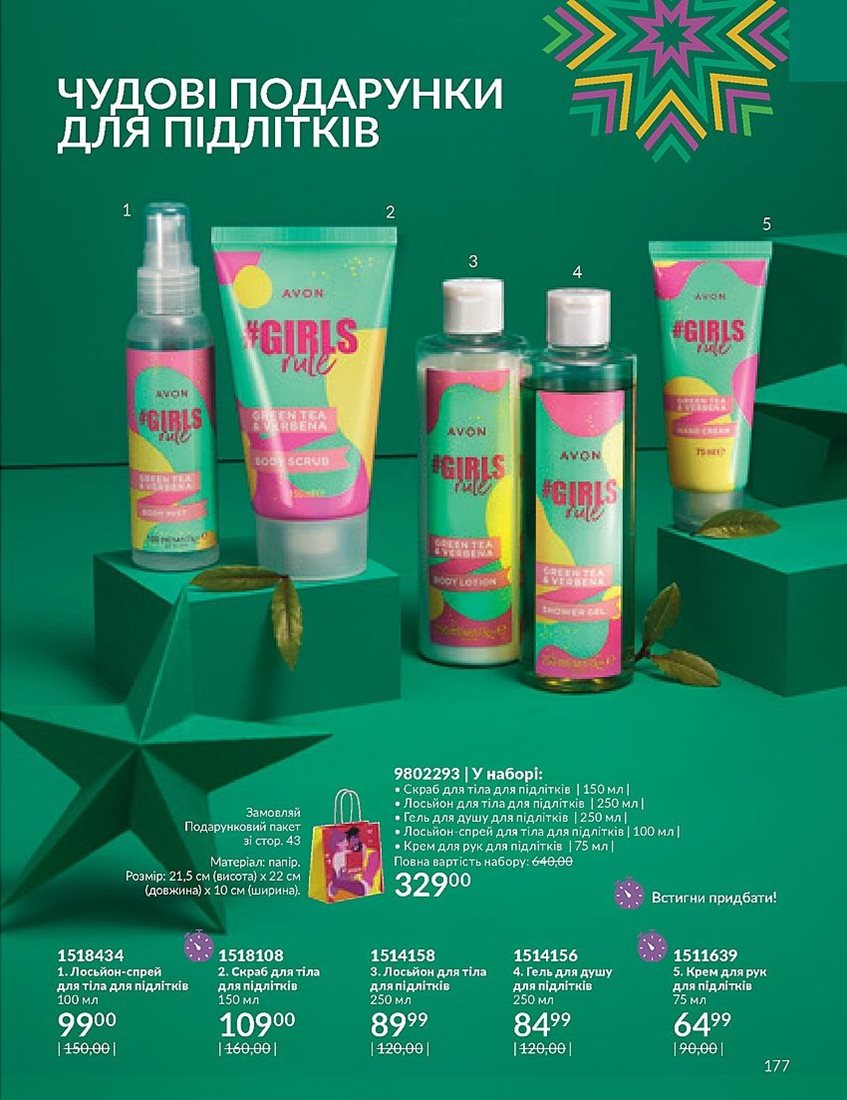 ЧУДОВІ ПОДАРУНКИ
ДЛЯ ПІДЛІТКІВ
1
2
3
4
5
AVON
#GIRLS
rule
GREEN TEA
& VERBENA
BODY MIST
AVON
#GIRLS
rule
GREEN TEA
& VERBENA
BODY SCRUB
AVON
#GIRLS
rule
GREEN TEA
& VERBENA
BODY LOTION
AVON
#GIRLS
rule
GREEN TEA
& VERBENA
SHOWER GEL
AVON
#GIRLS
rule
GREEN TEA
& VERBENA
HAND CREAM
75 ml ℮
9802293 | У наборі:
• Скраб для тіла для підлітків | 150 мл |
• Лосьйон для тіла для підлітків | 250 мл |
• Гель для душу для підлітків | 250 мл |
• Лосьйон-спрей для тіла для підлітків | 100 мл |
• Крем для рук для підлітків | 75 мл |
Повна вартість набору: 648,00
329⁰⁰
Замовляй
Подарунковий пакет
зі стор. 43
Матеріал: папір.
Розмір: 21,5 см (висота) х 22 см
(довжина) х 10 см (ширина).
Встигни придбати!
1518434
1. Лосьйон-спрей
для тіла для підлітків
100 мл
99⁰⁰
|150,00|
1518108
2. Скраб для тіла
для підлітків
150 мл
109⁰⁰
|160,00|
1514158
3. Лосьйон для тіла
для підлітків
250 мл
89⁹⁹
|120,00|
1514156
4. Гель для душу
для підлітків
250 мл
84⁹⁹
|120,00|
1511639
5. Крем для рук
для підлітків
75 мл
64⁹⁹
|90,00|
177